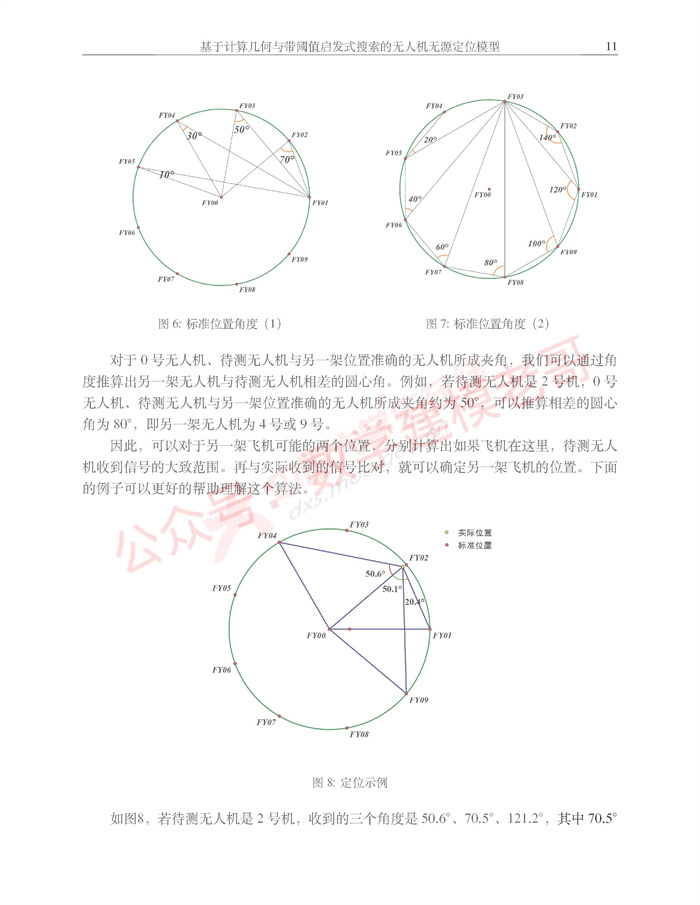 基于计算几何与带阈值启发式搜索的无人机无源定位模型 11
FY03
FY04
30°
50°
FY02
70°
FY05
10°
FY00
FY01
FY06
FY09
FY07
FY08
FY03
FY04
FY02
20°
140°
FY05
FY00
120°
FY01
40°
FY06
60°
100°
FY09
FY07
80°
FY08
图 6: 标准位置角度（1） 图 7: 标准位置角度（2）
对于 0 号无人机、待测无人机与另一架位置准确的无人机所成夹角，我们可以通过角
度推算出另一架无人机与待测无人机相差的圆心角。例如，若待测无人机是 2 号机，0 号
无人机、待测无人机与另一架位置准确的无人机所成夹角约为 50°，可以推算相差的圆心
角为 80°，即另一架无人机为 4 号或 9 号。
因此，可以对于另一架飞机可能的两个位置，分别计算出如果飞机在这里，待测无人
机收到信号的大致范围。再与实际收到的信号比对，就可以确定另一架飞机的位置。下面
的例子可以更好的帮助理解这个算法。
FY03
FY04
实际位置
标准位置
FY02
50.6°
50.1°
20.4°
FY05
FY00
FY01
FY06
FY09
FY07
FY08
图 8: 定位示例
如图8，若待测无人机是 2 号机，收到的三个角度是 50.6°、70.5°、121.2°，其中 70.5°
公众号：数学建模老哥